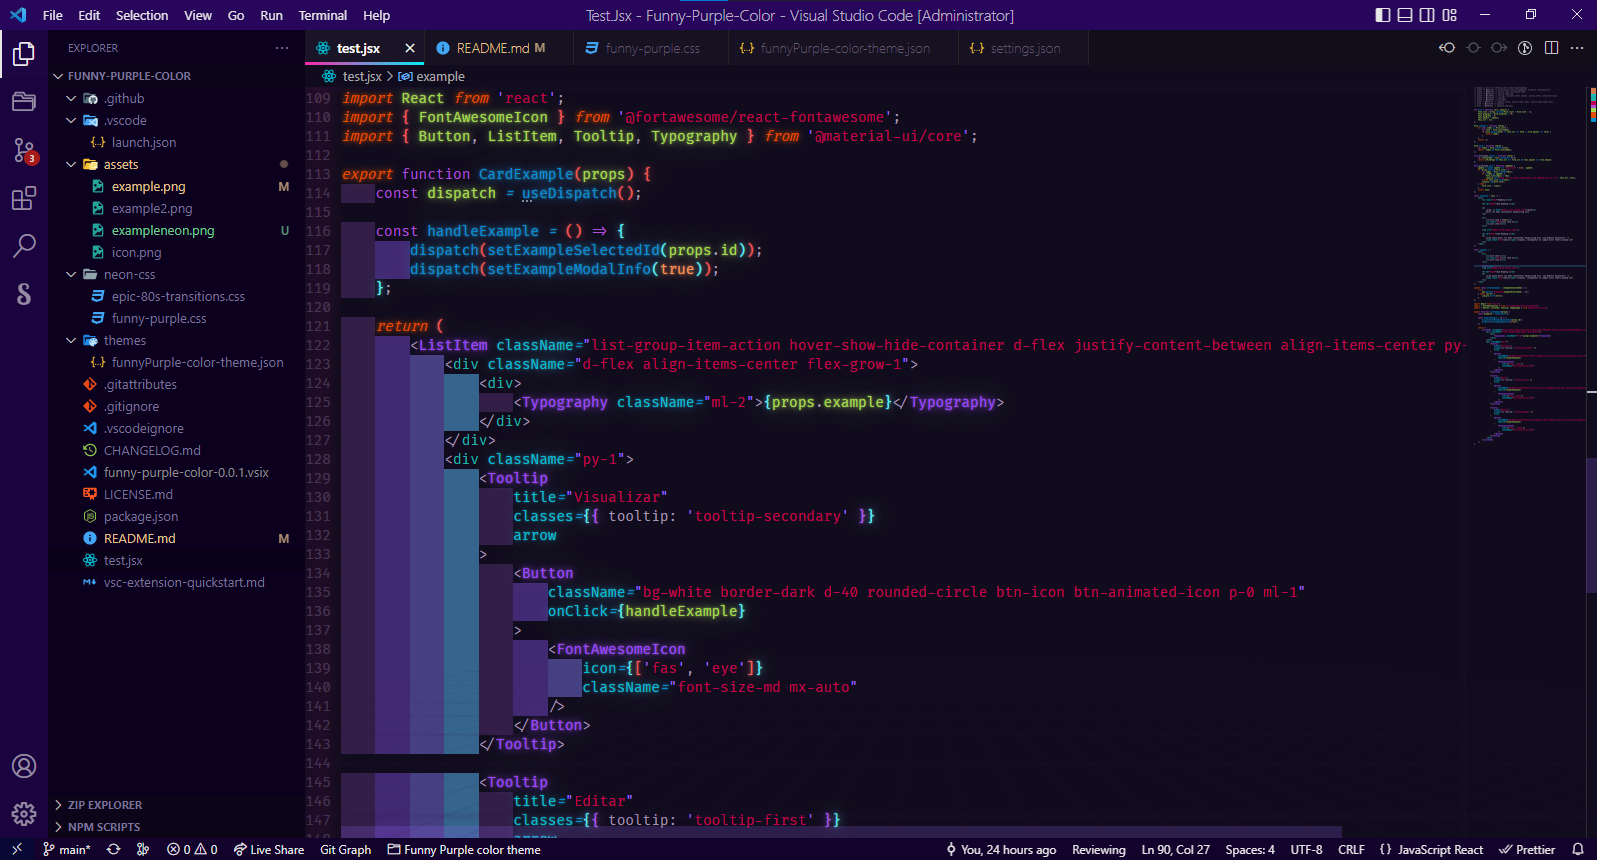 File Edit Selection View Go Run Terminal Help
Test.Jsx - Funny-Purple-Color - Visual Studio Code [Administrator]
EXPLORER
test.jsx
README.md M
funny-purple.css
funnyPurple-color-theme.json
settings.json
test.jsx > example
FUNNY-PURPLE-COLOR
.github
.vscode
launch.json
assets
example.png M
example2.png
exampleneon.png U
icon.png
neon-css
epic-80s-transitions.css
funny-purple.css
themes
funnyPurple-color-theme.json
.gitattributes
.gitignore
.vscodeignore
CHANGELOG.md
funny-purple-color-0.0.1.vsix
LICENSE.md
package.json
README.md M
test.jsx
vsc-extension-quickstart.md
ZIP EXPLORER
NPM SCRIPTS
3
109 import React from 'react';
110 import { FontAwesomeIcon } from '@fortawesome/react-fontawesome';
111 import { Button, ListItem, Tooltip, Typography } from '@material-ui/core';
112
113 export function CardExample(props) {
114 const dispatch = useDispatch();
115
116 const handleExample = () => {
117 dispatch(setExampleSelectedId(props.id));
118 dispatch(setExampleModalInfo(true));
119 };
120
121 return (
122 <ListItem className="list-group-item-action hover-show-hide-container d-flex justify-content-between align-items-center py-
123 <div className="d-flex align-items-center flex-grow-1">
124 <div>
125 <Typography className="ml-2">{props.example}</Typography>
126 </div>
127 </div>
128 <div className="py-1">
129 <Tooltip
130 title="Visualizar"
131 classes={{ tooltip: 'tooltip-secondary' }}
132 arrow
133 >
134 <Button
135 className="bg-white border-dark d-40 rounded-circle btn-icon btn-animated-icon p-0 ml-1"
136 onClick={handleExample}
137 >
138 <FontAwesomeIcon
139 icon={['fas', 'eye']}
140 className="font-size-md mx-auto"
141 />
142 </Button>
143 </Tooltip>
144
145 <Tooltip
146 title="Editar"
147 classes={{ tooltip: 'tooltip-first' }}
148 arrow
main* 0 0 Live Share Git Graph Funny Purple color theme
You, 24 hours ago Reviewing Ln 90, Col 27 Spaces: 4 UTF-8 CRLF {} JavaScript React Prettier